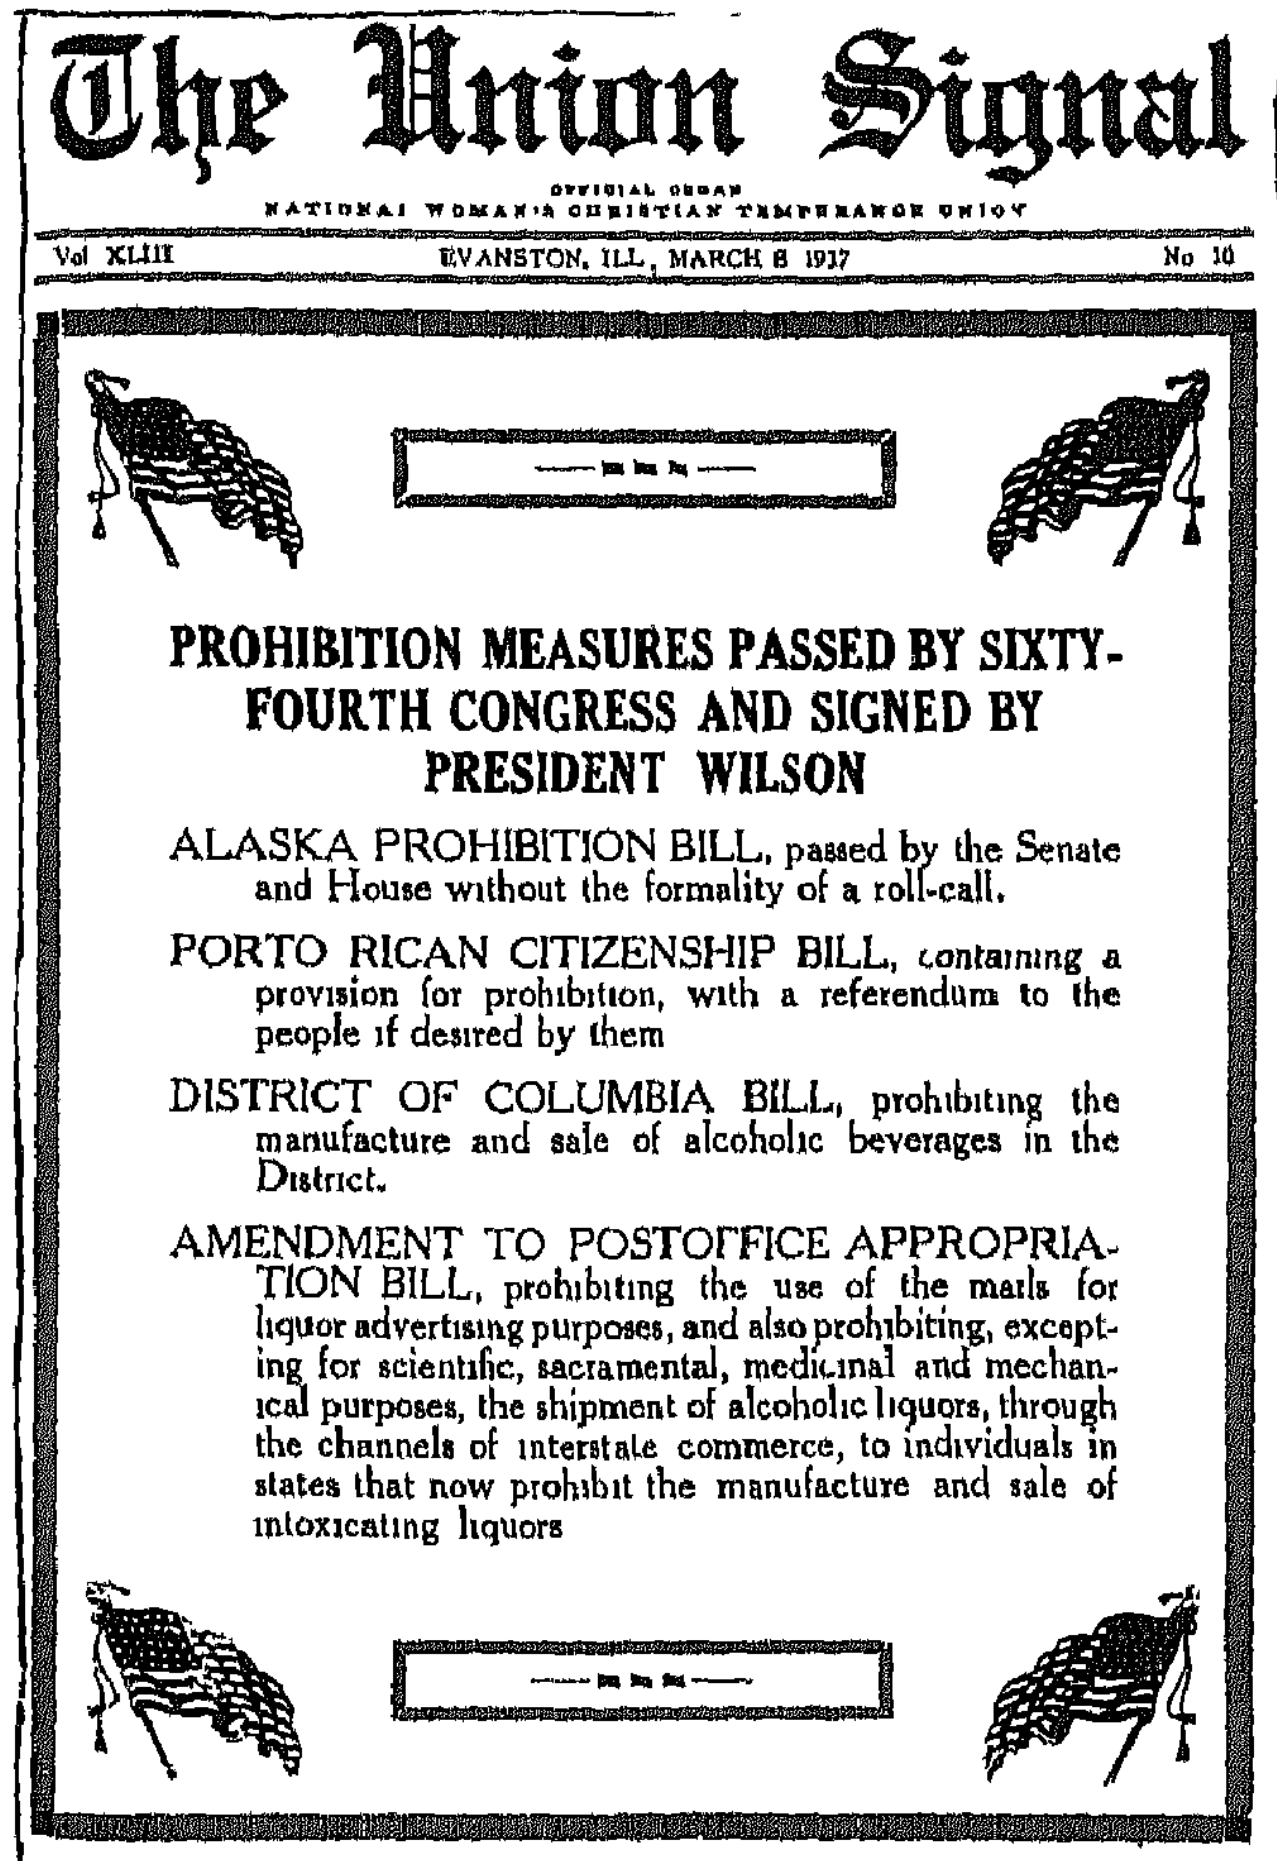 The Union Signal
OFFICIAL ORGAN
NATIONAL WOMAN'S CHRISTIAN TEMPERANCE UNION
Vol XLIII EVANSTON, ILL, MARCH 8 1917 No 10
PROHIBITION MEASURES PASSED BY SIXTY-
FOURTH CONGRESS AND SIGNED BY
PRESIDENT WILSON
ALASKA PROHIBITION BILL, passed by the Senate
and House without the formality of a roll-call.
PORTO RICAN CITIZENSHIP BILL, containing a
provision for prohibition, with a referendum to the
people if desired by them
DISTRICT OF COLUMBIA BILL, prohibiting the
manufacture and sale of alcoholic beverages in the
District.
AMENDMENT TO POSTOFFICE APPROPRIA-
TION BILL, prohibiting the use of the mails for
liquor advertising purposes, and also prohibiting, except-
ing for scientific, sacramental, medicinal and mechan-
ical purposes, the shipment of alcoholic liquors, through
the channels of interstate commerce, to individuals in
states that now prohibit the manufacture and sale of
intoxicating liquors